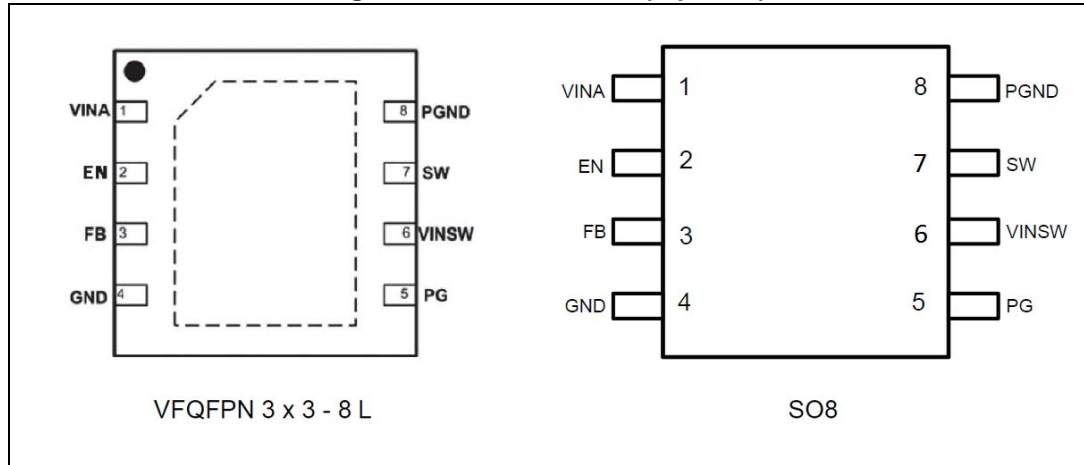 VINA 1 8 PGND
EN 2 7 SW
FB 3 6 VINSW
GND 4 5 PG
VFQFPN 3 x 3 - 8 L
VINA 1 8 PGND
EN 2 7 SW
FB 3 6 VINSW
GND 4 5 PG
SO8